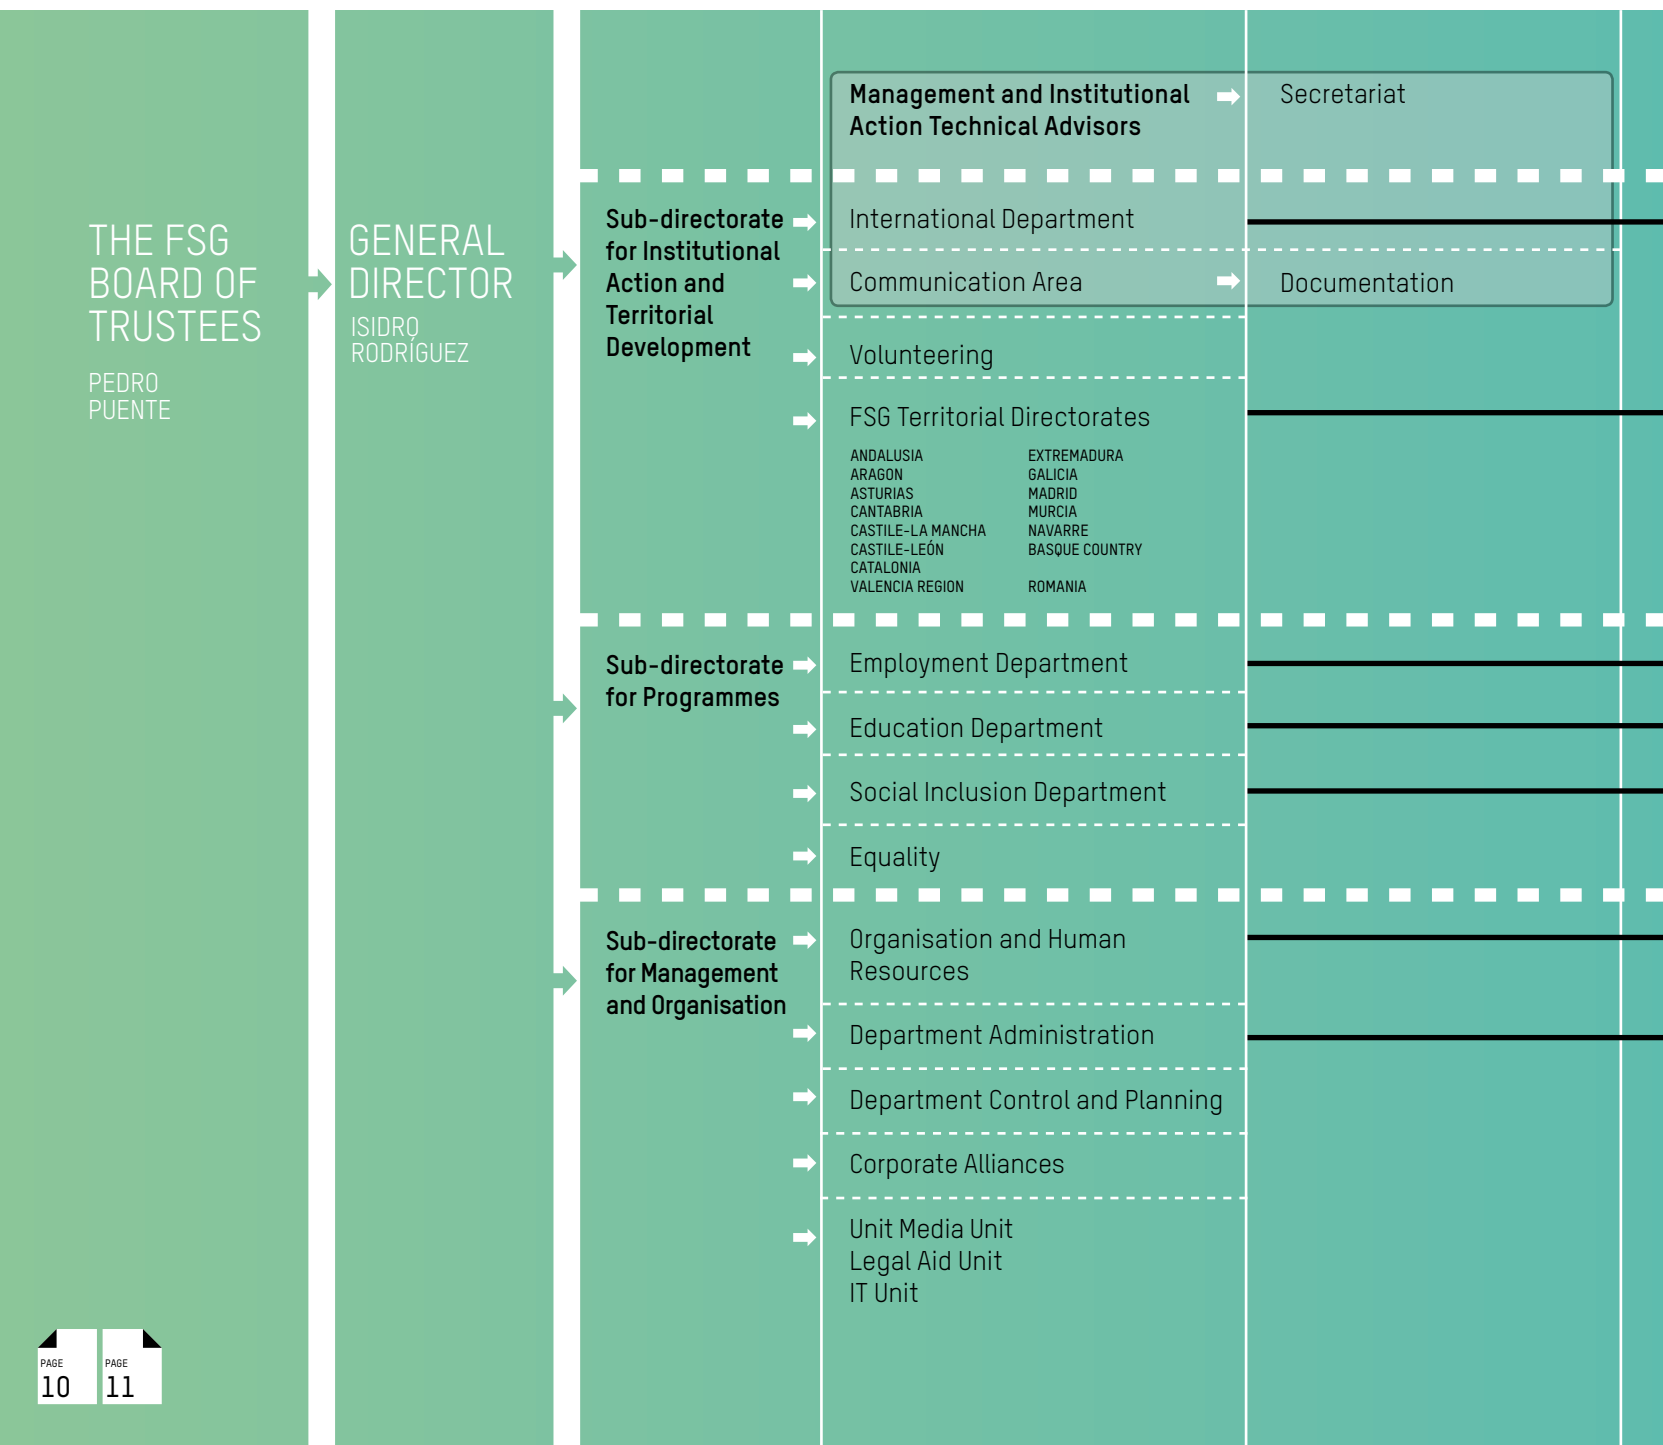 THE FSG
BOARD OF
TRUSTEES
PEDRO
PUENTE
GENERAL
DIRECTOR
ISIDRO
RODRÍGUEZ
Management and Institutional
Action Technical Advisors
Secretariat
Sub-directorate
for Institutional
Action and
Territorial
Development
International Department
Communication Area
Documentation
Volunteering
FSG Territorial Directorates
ANDALUSIA
ARAGON
ASTURIAS
CANTABRIA
CASTILE-LA MANCHA
CASTILE-LEÓN
CATALONIA
VALENCIA REGION
EXTREMADURA
GALICIA
MADRID
MURCIA
NAVARRE
BASQUE COUNTRY
ROMANIA
Sub-directorate
for Programmes
Employment Department
Education Department
Social Inclusion Department
Equality
Sub-directorate
for Management
and Organisation
Organisation and Human
Resources
Department Administration
Department Control and Planning
Corporate Alliances
Unit Media Unit
Legal Aid Unit
IT Unit
PAGE
10
PAGE
11